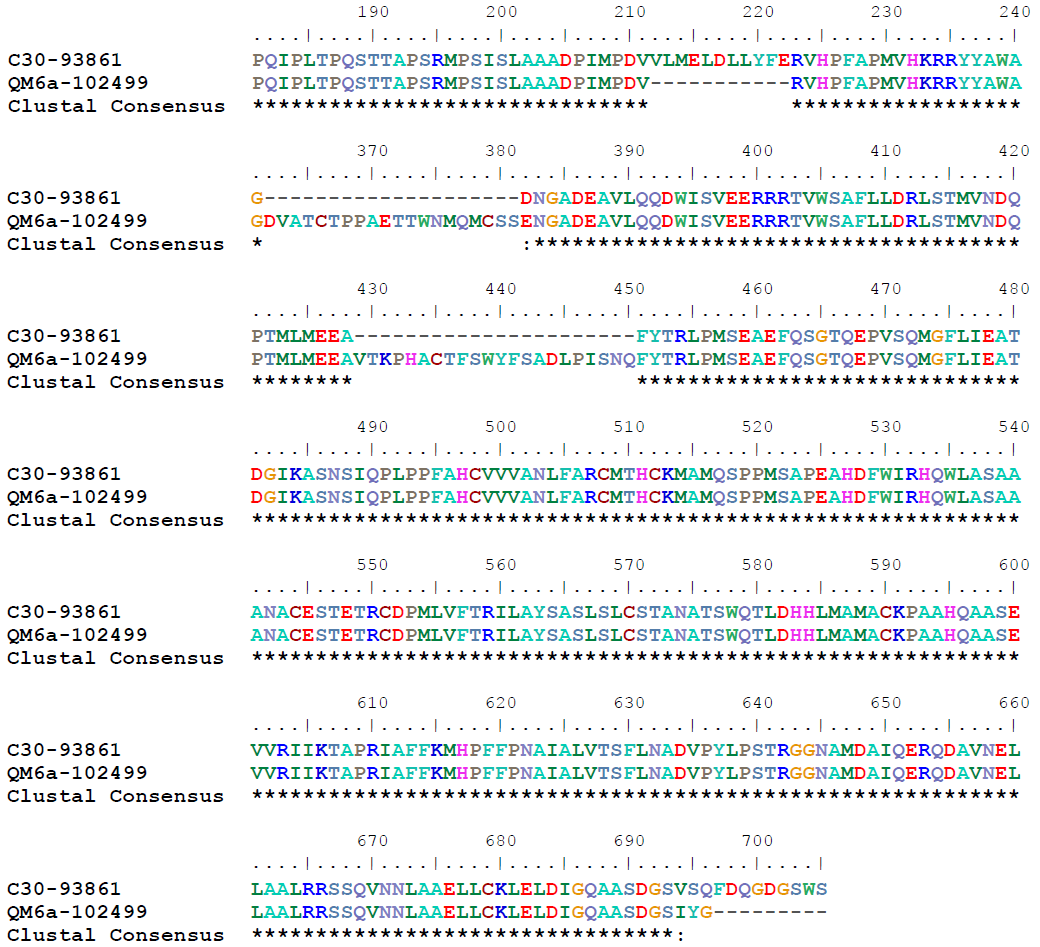 190 200 210 220 230 240
....|....|....|....|....|....|....|....|....|....|....|....|
C30-93861 PQIPLTPQSTTAPSRMPSISLAAADPIMPDVVLMELDLLYFERVHPFAPMVHKRRYYAWA
QM6a-102499 PQIPLTPQSTTAPSRMPSISLAAADPIMPDV-----------RVHPFAPMVHKRRYYAWA
Clustal Consensus *******************************           ******************
370 380 390 400 410 420
....|....|....|....|....|....|....|....|....|....|....|....|
C30-93861 G--------------------DNGADEAVLQQDWISVEERRRTVWSAFLLDRLSTMVNDQ
QM6a-102499 GDVATCTPPAETTWNMQMCSSENGADEAVLQQDWISVEERRRTVWSAFLLDRLSTMVNDQ
Clustal Consensus *                    :**************************************
430 440 450 460 470 480
....|....|....|....|....|....|....|....|....|....|....|....|
C30-93861 PTMLMEEA----------------------FYTRLPMSEAEFQSGTQEPVSQMGFLIEAT
QM6a-102499 PTMLMEEAVTKPHACTFSWYFSADLPISNQFYTRLPMSEAEFQSGTQEPVSQMGFLIEAT
Clustal Consensus ********                      ******************************
490 500 510 520 530 540
....|....|....|....|....|....|....|....|....|....|....|....|
C30-93861 DGIKASNSIQPLPPFAHCVVVANLFARCMTHCKMAMQSPPMSAPEAHDFWIRHQWLASAA
QM6a-102499 DGIKASNSIQPLPPFAHCVVVANLFARCMTHCKMAMQSPPMSAPEAHDFWIRHQWLASAA
Clustal Consensus ************************************************************
550 560 570 580 590 600
....|....|....|....|....|....|....|....|....|....|....|....|
C30-93861 ANACESTETRCDPMLVFTRILAYSASLSLCSTANATSWQTLDHHLMAMACKPAAHQAASE
QM6a-102499 ANACESTETRCDPMLVFTRILAYSASLSLCSTANATSWQTLDHHLMAMACKPAAHQAASE
Clustal Consensus ************************************************************
610 620 630 640 650 660
....|....|....|....|....|....|....|....|....|....|....|....|
C30-93861 VVRIIKTAPRIAFFKMHPFFPNAIALVTSFLNADVPYLPSTRGGNAMDAIQERQDAVNEL
QM6a-102499 VVRIIKTAPRIAFFKMHPFFPNAIALVTSFLNADVPYLPSTRGGNAMDAIQERQDAVNEL
Clustal Consensus ************************************************************
670 680 690 700
....|....|....|....|....|....|....|....|....|
C30-93861 LAALRRSSQVNNLAAELLCKLELDIGQAASDGSVSQFDQGDGSWS
QM6a-102499 LAALRRSSQVNNLAAELLCKLELDIGQAASDGSIYG---------
Clustal Consensus *********************************: